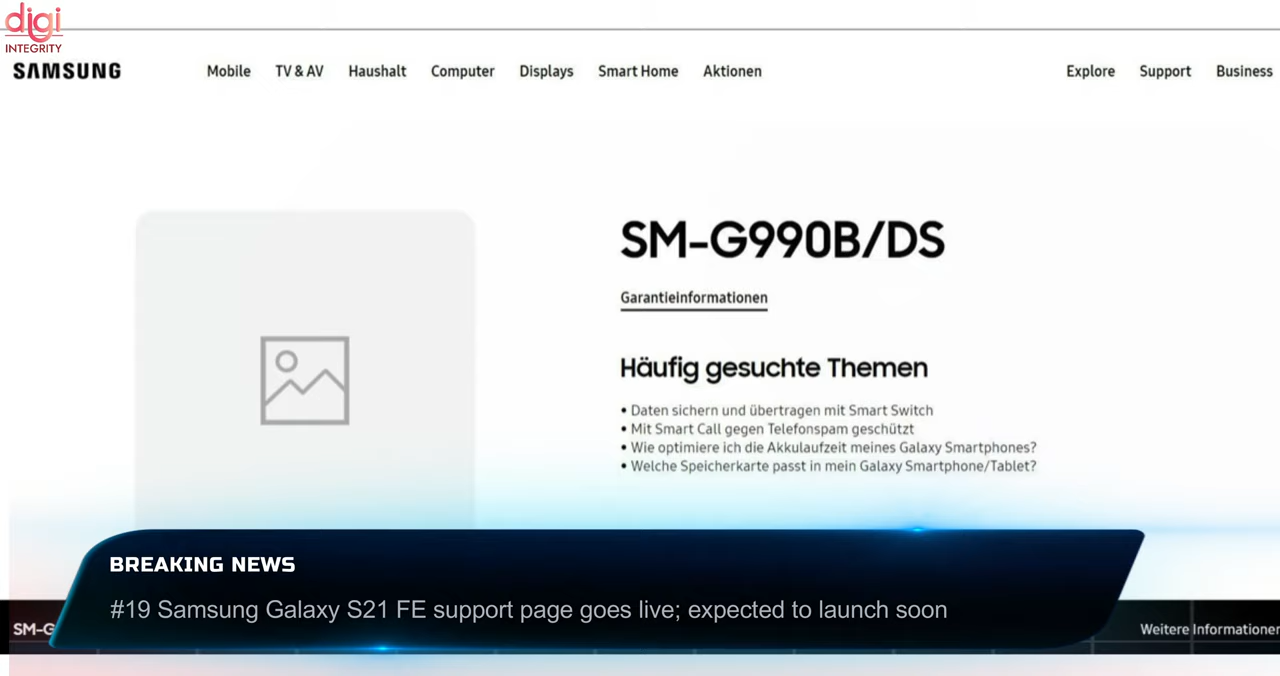 digi
INTEGRITY
SAMSUNG Mobile TV & AV Haushalt Computer Displays Smart Home Aktionen Explore Support Business
SM-G990B/DS
Garantieinformationen
Häufig gesuchte Themen
• Daten sichern und übertragen mit Smart Switch
• Mit Smart Call gegen Telefonspam geschützt
• Wie optimiere ich die Akkulaufzeit meines Galaxy Smartphones?
• Welche Speicherkarte passt in mein Galaxy Smartphone/Tablet?
BREAKING NEWS
#19 Samsung Galaxy S21 FE support page goes live; expected to launch soon
SM-G Weitere Informationen